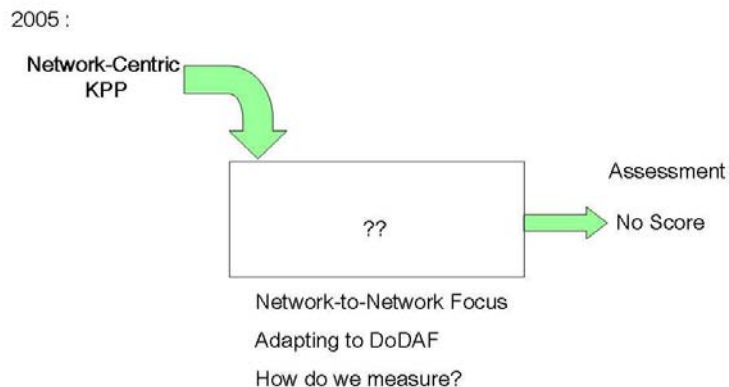 2005 :
Network-Centric
KPP
Assessment
??
No Score
Network-to-Network Focus
Adapting to DoDAF
How do we measure?